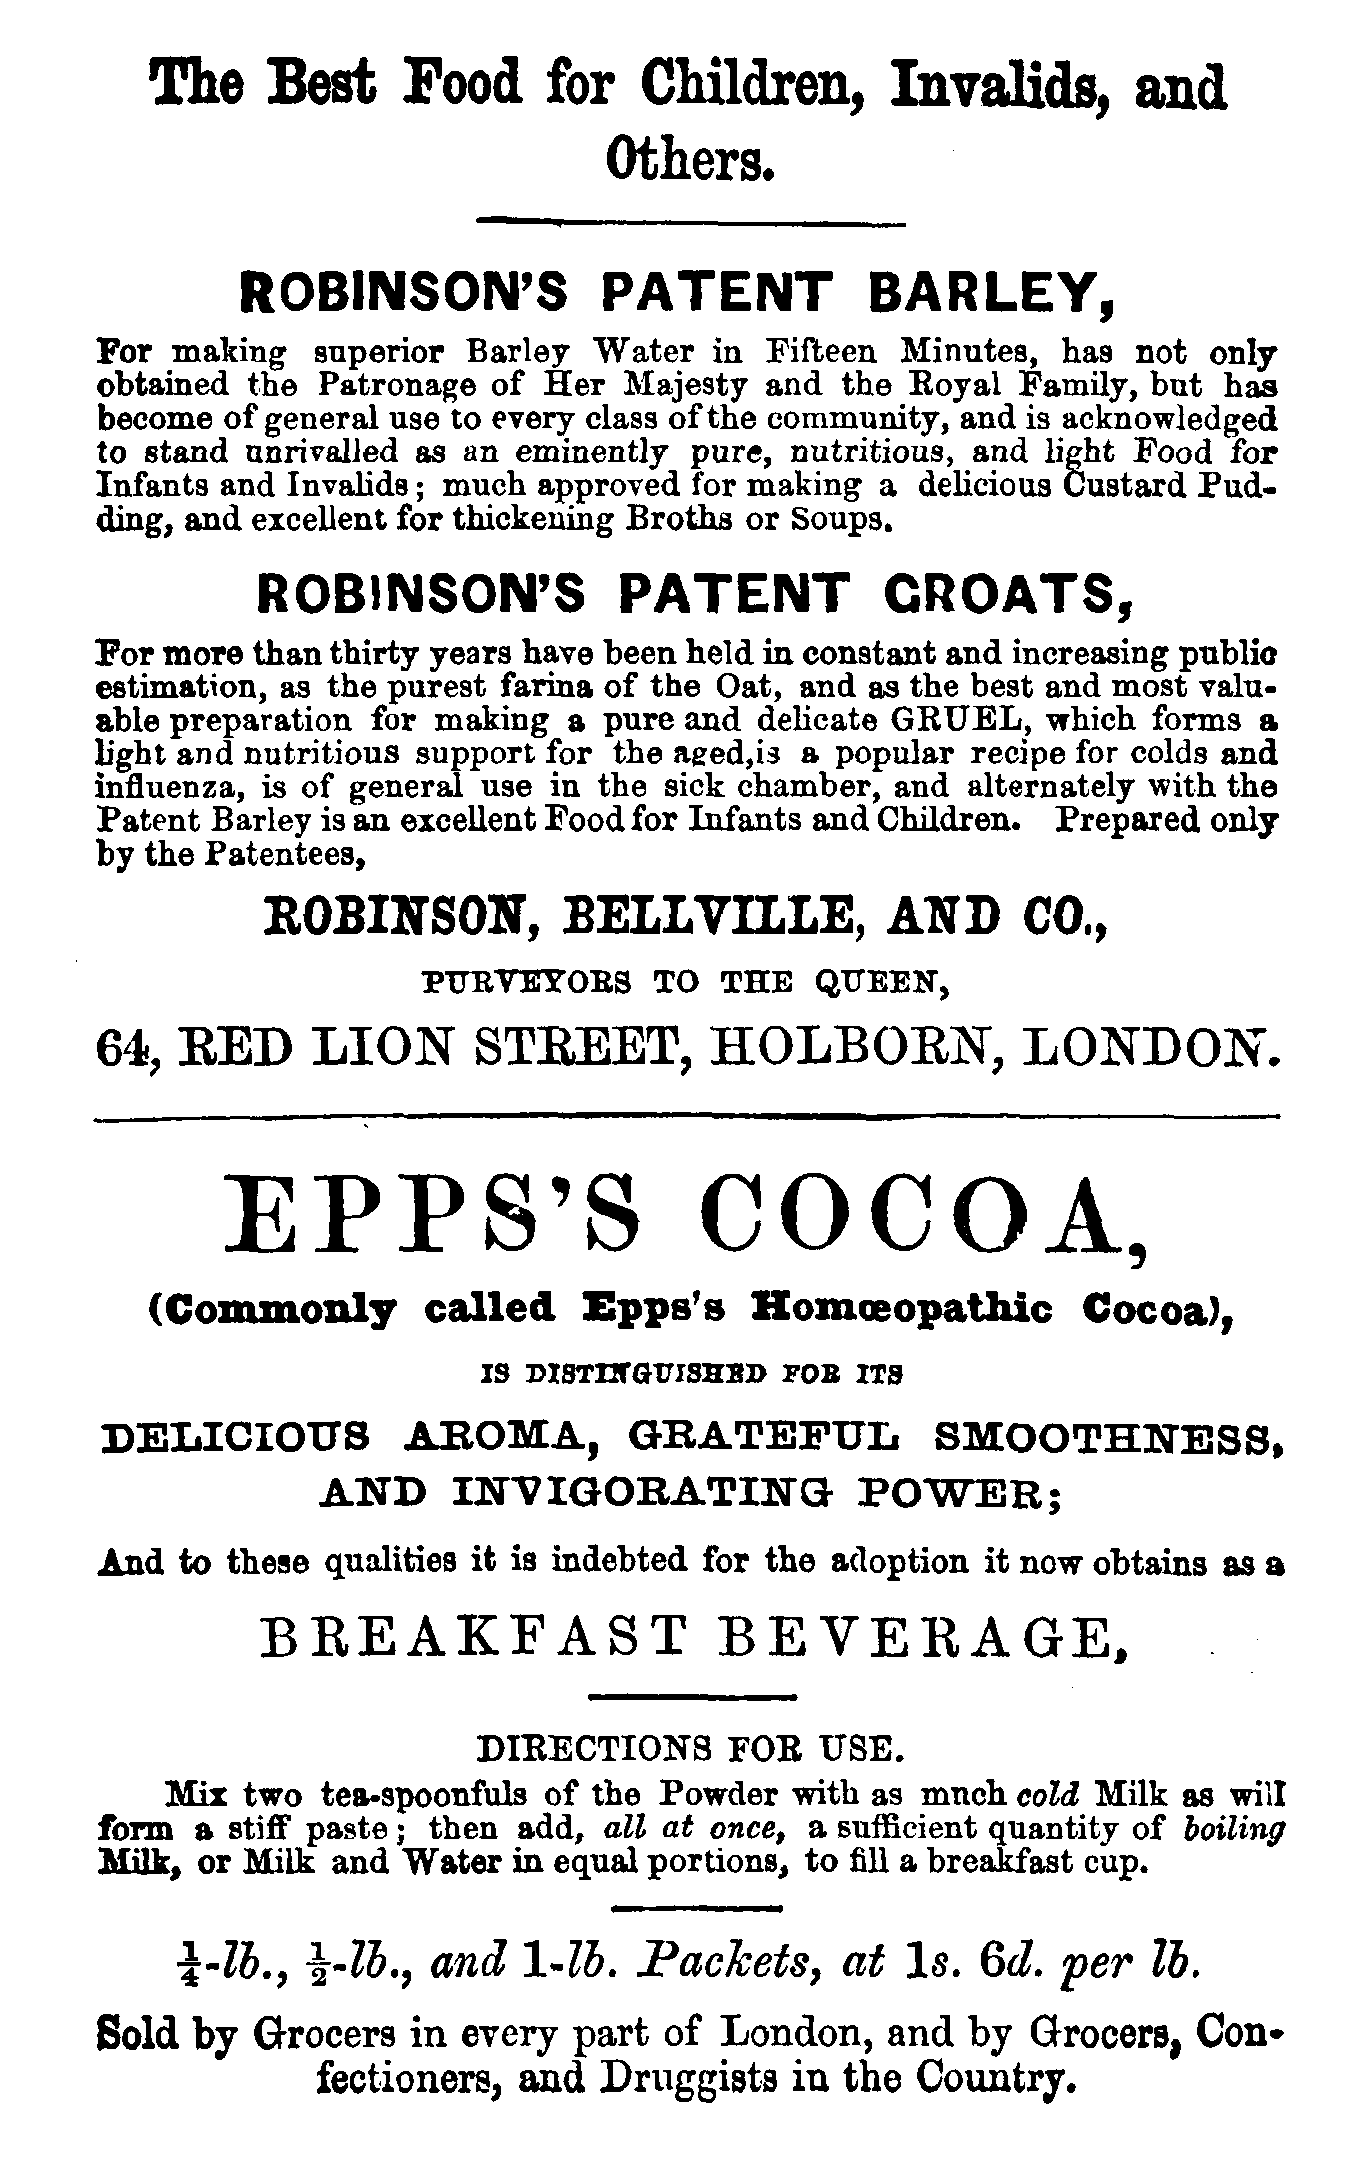 The Best Food for Children, Invalids, and
Others.
ROBINSON'S PATENT BARLEY,
For making superior Barley Water in Fifteen Minutes, has not only
obtained the Patronage of Her Majesty and the Royal Family, but has
become of general use to every class of the community, and is acknowledged
to stand unrivalled as an eminently pure, nutritious, and light Food for
Infants and Invalids; much approved for making a delicious Custard Pud-
ding, and excellent for thickening Broths or Soups.
ROBINSON'S PATENT GROATS,
For more than thirty years have been held in constant and increasing public
estimation, as the purest farina of the Oat, and as the best and most valu-
able preparation for making a pure and delicate GRUEL, which forms a
light and nutritious support for the aged, is a popular recipe for colds and
influenza, is of general use in the sick chamber, and alternately with the
Patent Barley is an excellent Food for Infants and Children. Prepared only
by the Patentees,
ROBINSON, BELLVILLE, AND CO.,
PURVEYORS TO THE QUEEN,
64, RED LION STREET, HOLBORN, LONDON.
EPPS'S COCOA,
(Commonly called Epps's Homœopathic Cocoa),
IS DISTINGUISHED FOR ITS
DELICIOUS AROMA, GRATEFUL SMOOTHNESS,
AND INVIGORATING POWER;
And to these qualities it is indebted for the adoption it now obtains as a
BREAKFAST BEVERAGE,
DIRECTIONS FOR USE.
Mix two tea-spoonfuls of the Powder with as mnch cold Milk as will
form a stiff paste; then add, all at once, a sufficient quantity of boiling
Milk, or Milk and Water in equal portions, to fill a breakfast cup.
¼-lb., ½-lb., and 1-lb. Packets, at 1s. 6d. per lb.
Sold by Grocers in every part of London, and by Grocers, Con-
fectioners, and Druggists in the Country.